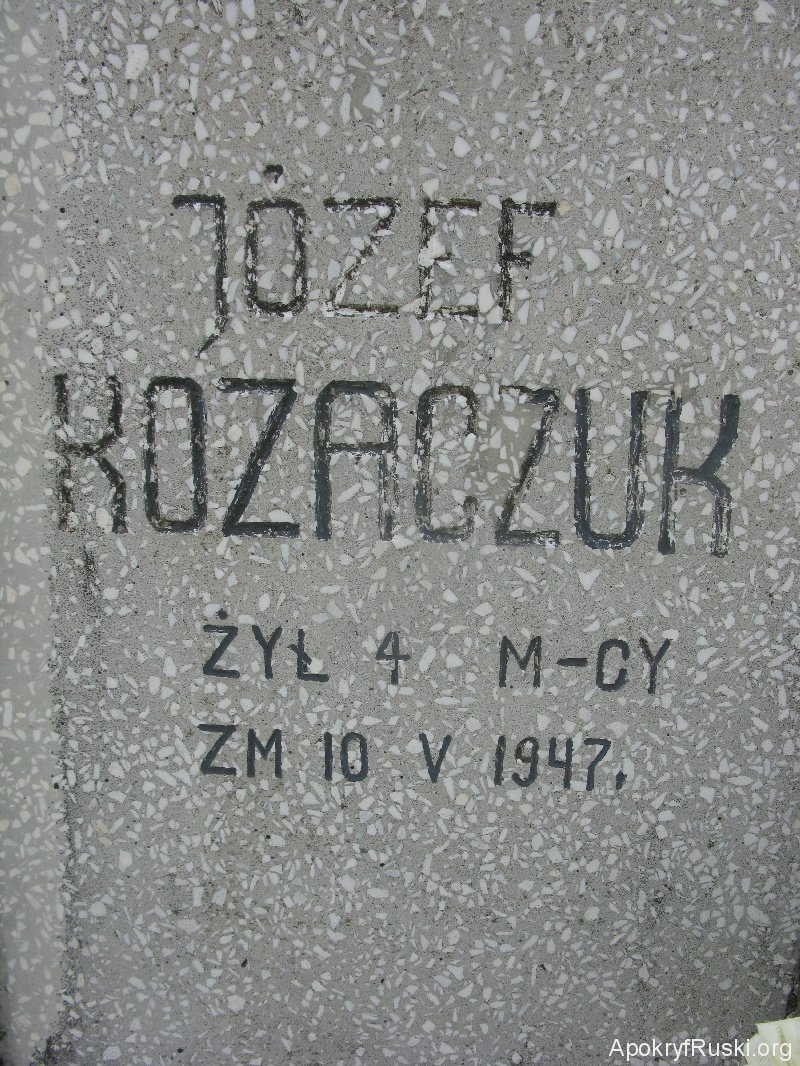 JÓZEF
KOZACZUK
ŻYŁ 4 M-CY
ZM 10 V 1947.
ApokryfRuski.org